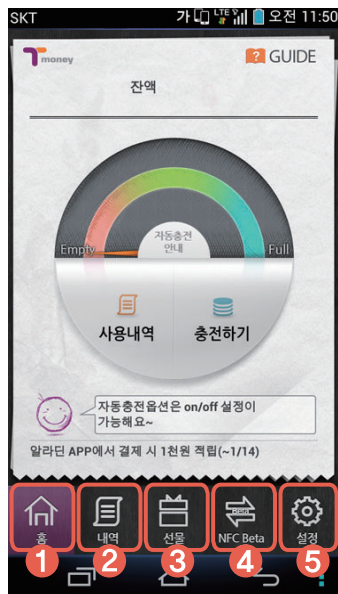 SKT 가 LTE 오전 11:50
Tmoney ? GUIDE
잔액
자동충전
안내
Empty Full
사용내역 충전하기
자동충전옵션은 on/off 설정이
가능해요~
알라딘 APP에서 결제 시 1천원 적립(~1/14)
Beta
홈 내역 선물 NFC Beta 설정
1 2 3 4 5